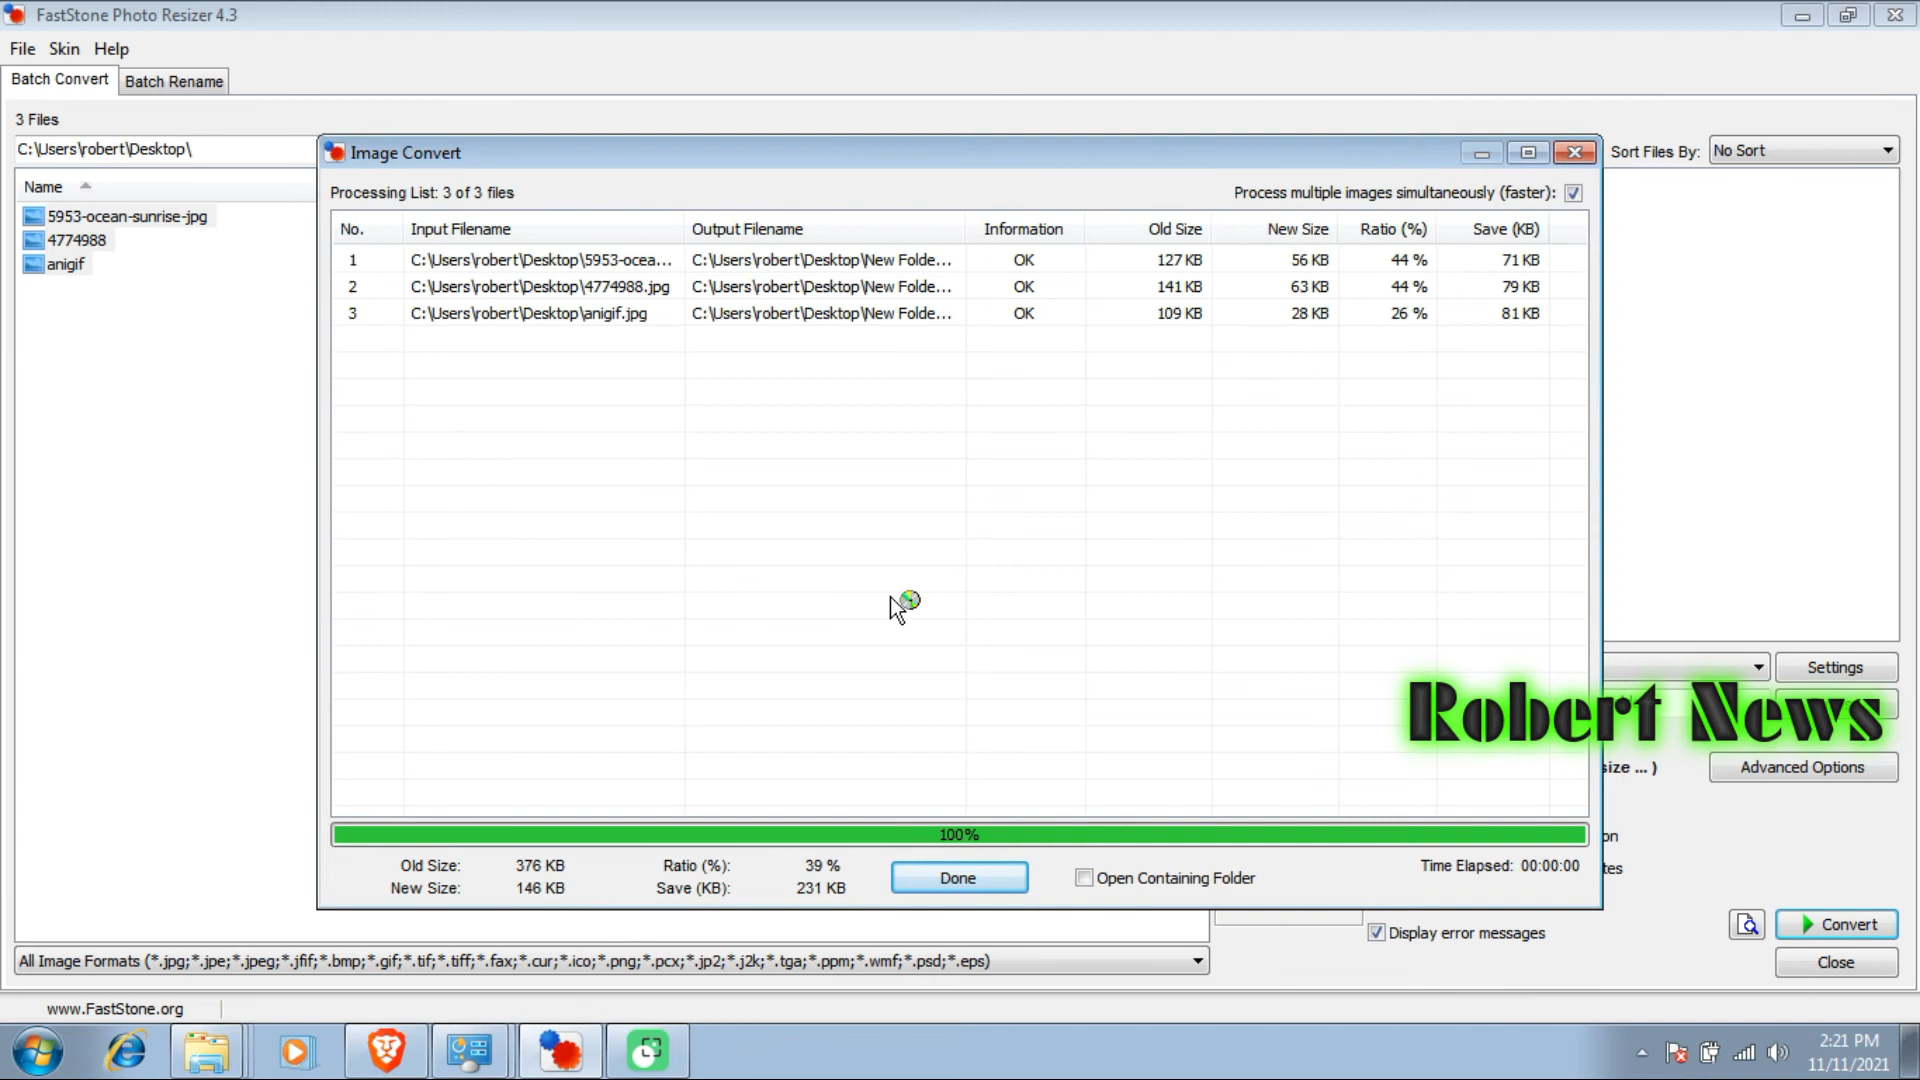 FastStone Photo Resizer 4.3
File Skin Help
Batch Convert Batch Rename
3 Files
C:\Users\robert\Desktop\
Sort Files By: No Sort
Name
5953-ocean-sunrise-jpg
4774988
anigif
Image Convert
Processing List: 3 of 3 files
Process multiple images simultaneously (faster):
No. Input Filename Output Filename Information Old Size New Size Ratio (%) Save (KB)
1 C:\Users\robert\Desktop\5953-ocea... C:\Users\robert\Desktop\New Folde... OK 127 KB 56 KB 44 % 71 KB
2 C:\Users\robert\Desktop\4774988.jpg C:\Users\robert\Desktop\New Folde... OK 141 KB 63 KB 44 % 79 KB
3 C:\Users\robert\Desktop\anigif.jpg C:\Users\robert\Desktop\New Folde... OK 109 KB 28 KB 26 % 81 KB
Settings
Robert News
size ... ) Advanced Options
100%
on
Old Size: 376 KB Ratio (%): 39 % Done Open Containing Folder Time Elapsed: 00:00:00
New Size: 146 KB Save (KB): 231 KB
tes
Convert
Display error messages
All Image Formats (*.jpg;*.jpe;*.jpeg;*.jfif;*.bmp;*.gif;*.tif;*.tiff;*.fax;*.cur;*.ico;*.png;*.pcx;*.jp2;*.j2k;*.tga;*.ppm;*.wmf;*.psd;*.eps)
Close
www.FastStone.org
2:21 PM
11/11/2021